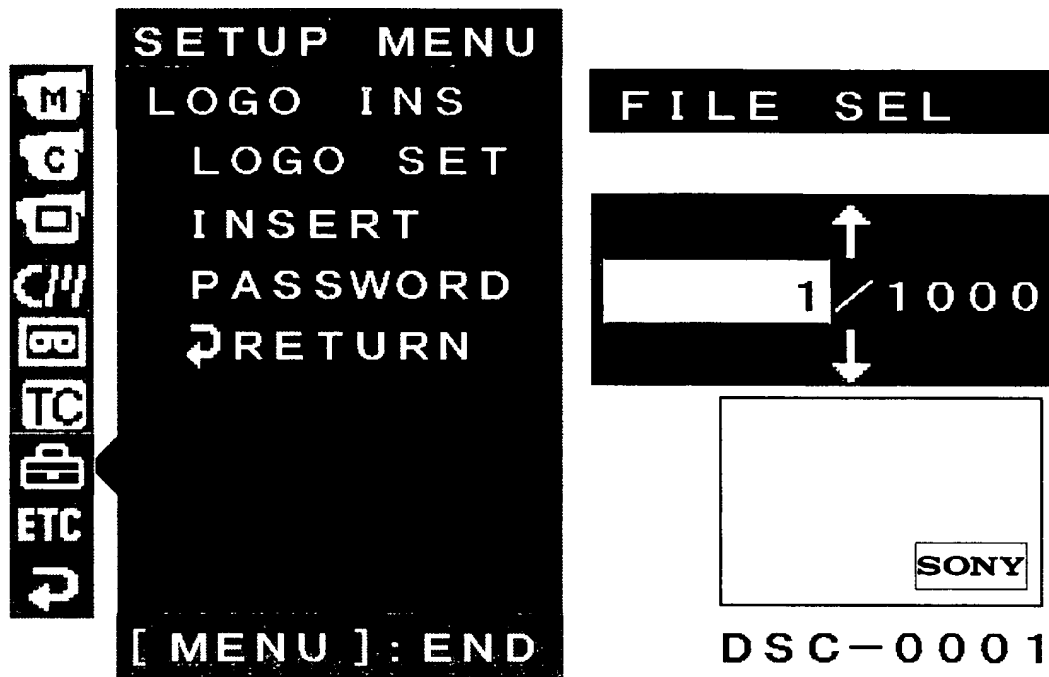 M
C
TC
ETC
SETUP MENU
LOGO INS
LOGO SET
INSERT
PASSWORD
RETURN
[MENU]:END
FILE SEL
1/1000
SONY
DSC-0001